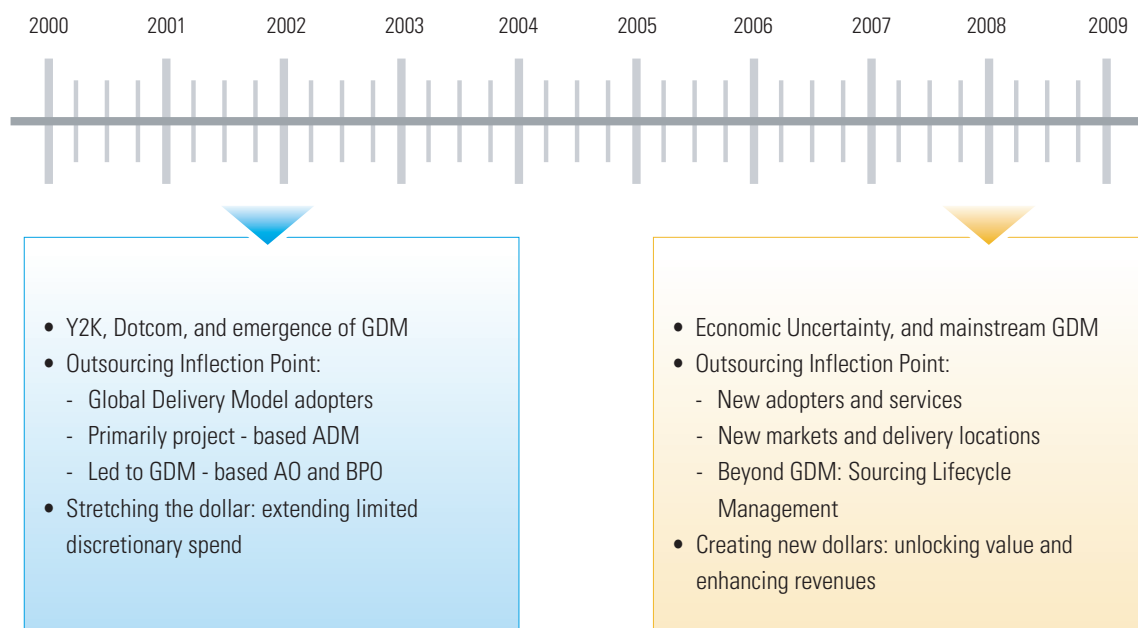 2000 2001 2002 2003 2004 2005 2006 2007 2008 2009
• Y2K, Dotcom, and emergence of GDM
• Outsourcing Inflection Point:
- Global Delivery Model adopters
- Primarily project - based ADM
- Led to GDM - based AO and BPO
• Stretching the dollar: extending limited
discretionary spend
• Economic Uncertainty, and mainstream GDM
• Outsourcing Inflection Point:
- New adopters and services
- New markets and delivery locations
- Beyond GDM: Sourcing Lifecycle
Management
• Creating new dollars: unlocking value and
enhancing revenues